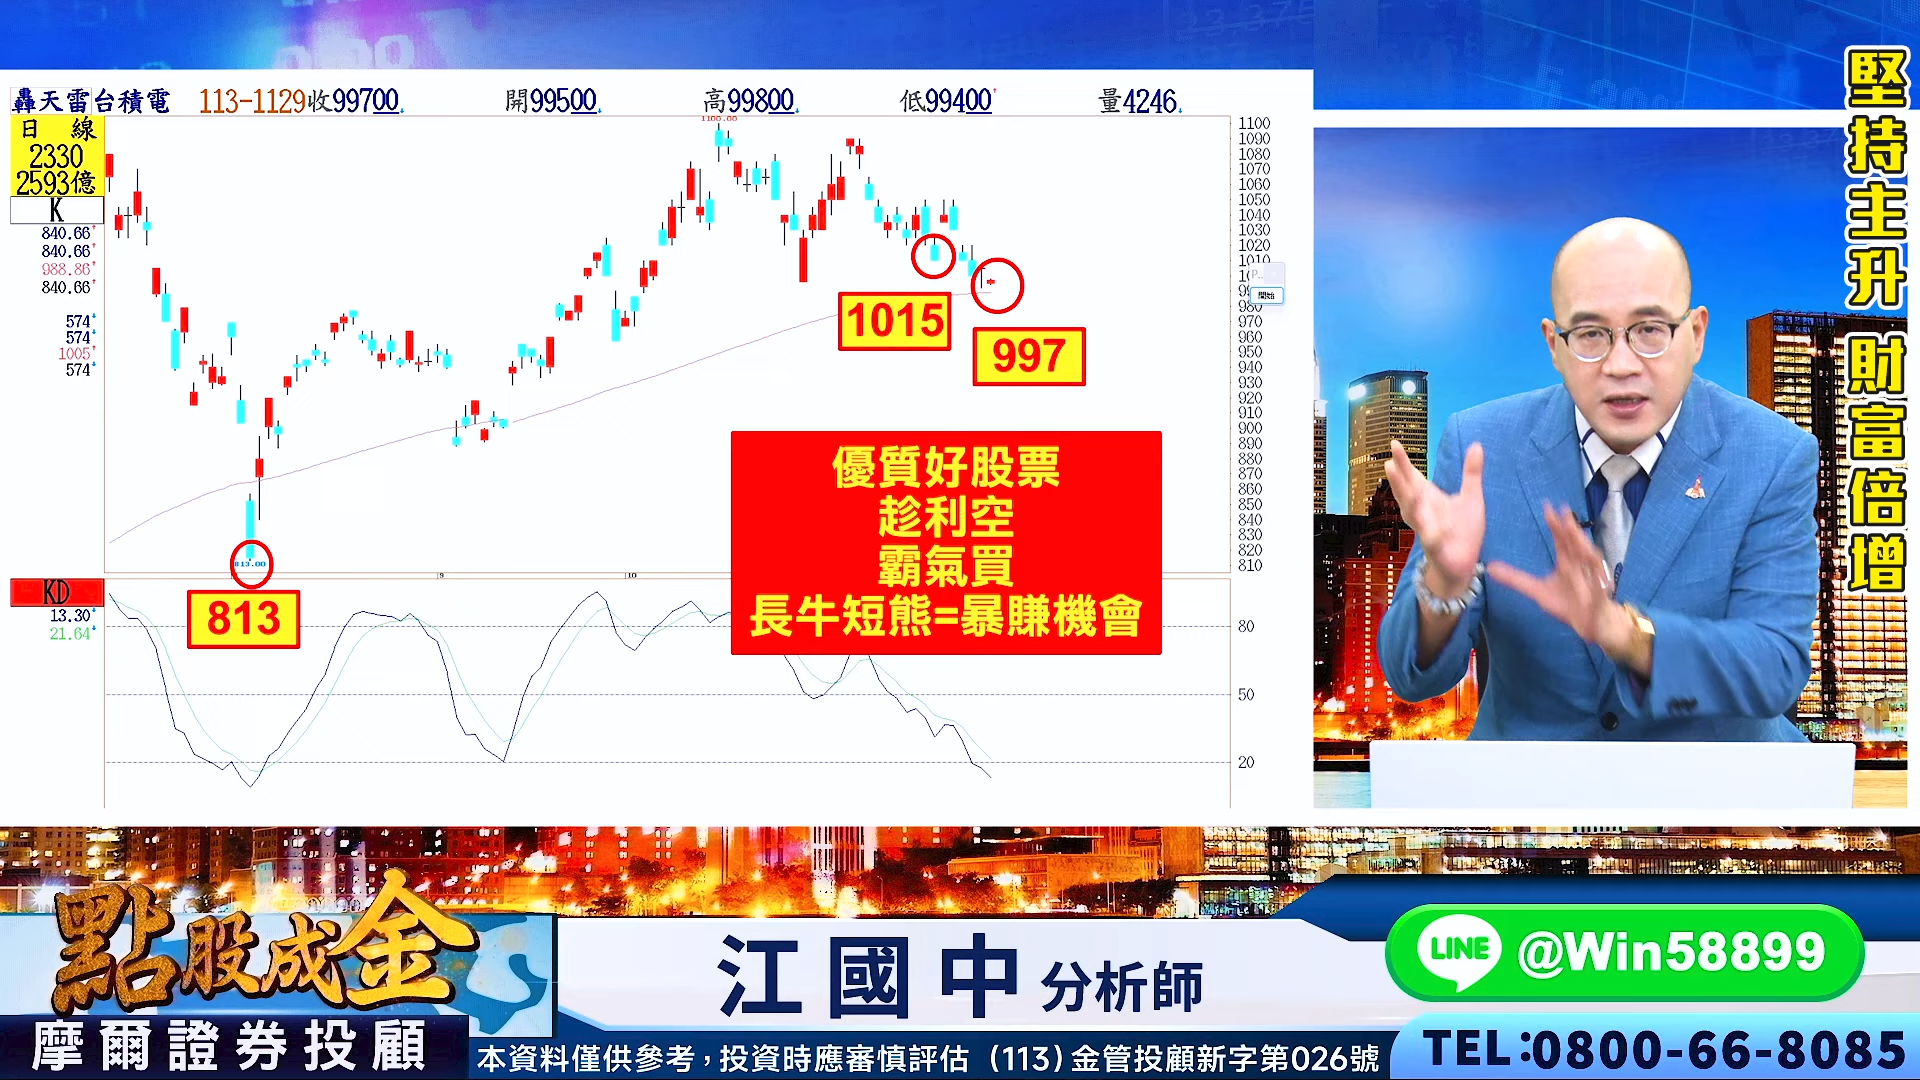 轟天雷台積電 113-1129收99700 開99500 高99800 低99400 量4246
日 線
2330
2593億
K
840.66
840.66
988.86
840.66
574
574
1005
574
1100.00
1100
1090
1080
1070
1060
1050
1040
1030
1020
1010
980
970
960
950
940
930
920
910
900
890
880
870
860
850
840
830
820
810
開始
1015
997
813.00
813
9
10
優質好股票
趁利空
霸氣買
長牛短熊=暴賺機會
KD
13.30
21.64
80
50
20
堅持主升 財富倍增
點股成金
摩爾證券投顧
江國中 分析師
本資料僅供參考，投資時應審慎評估 (113)金管投顧新字第026號
LINE @Win58899
TEL:0800-66-8085